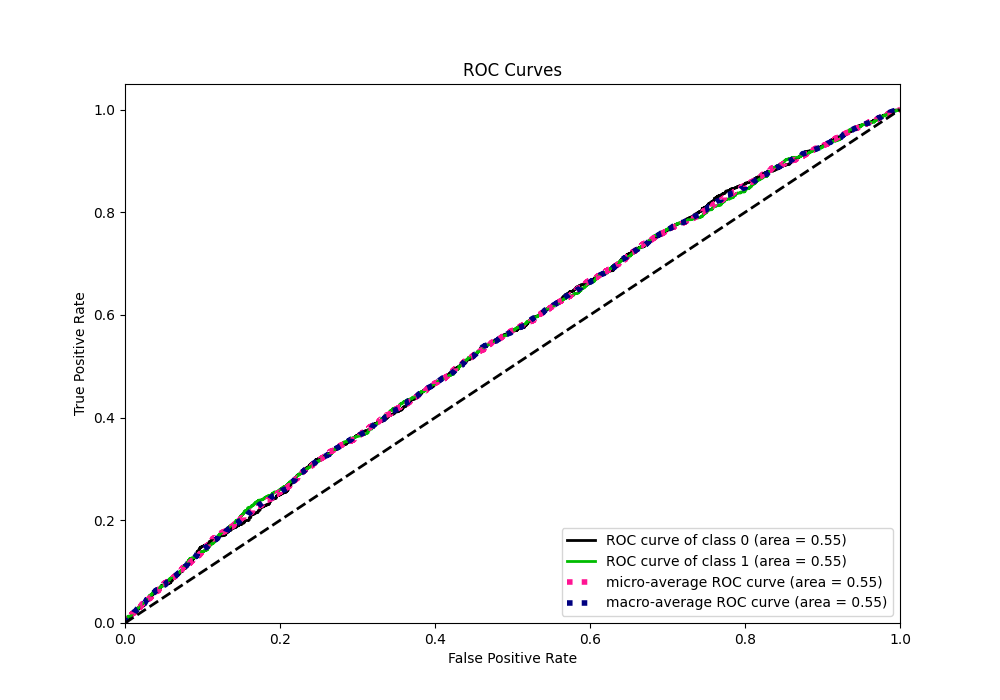 ROC Curves
1.0
0.8
0.6
0.4
0.2
0.0
True Positive Rate
ROC curve of class 0 (area = 0.55)
ROC curve of class 1 (area = 0.55)
micro-average ROC curve (area = 0.55)
macro-average ROC curve (area = 0.55)
0.0 0.2 0.4 0.6 0.8 1.0
False Positive Rate